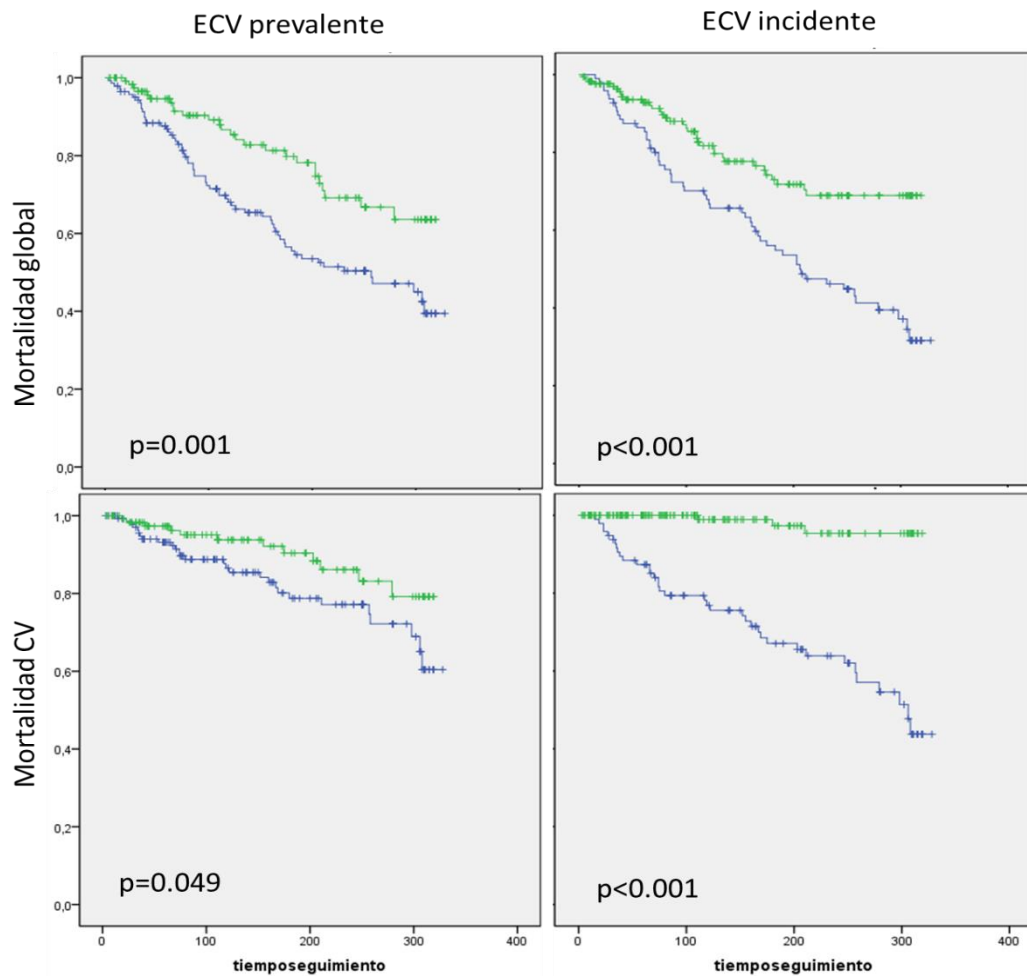 ECV prevalente
ECV incidente
Mortalidad global
1,0
0,8
0,6
0,4
0,2
0,0
p=0.001
p<0.001
Mortalidad CV
1,0
0,8
0,6
0,4
0,2
0,0
p=0.049
p<0.001
0 100 200 300 400
tiemposeguimiento
0 100 200 300 400
tiemposeguimiento